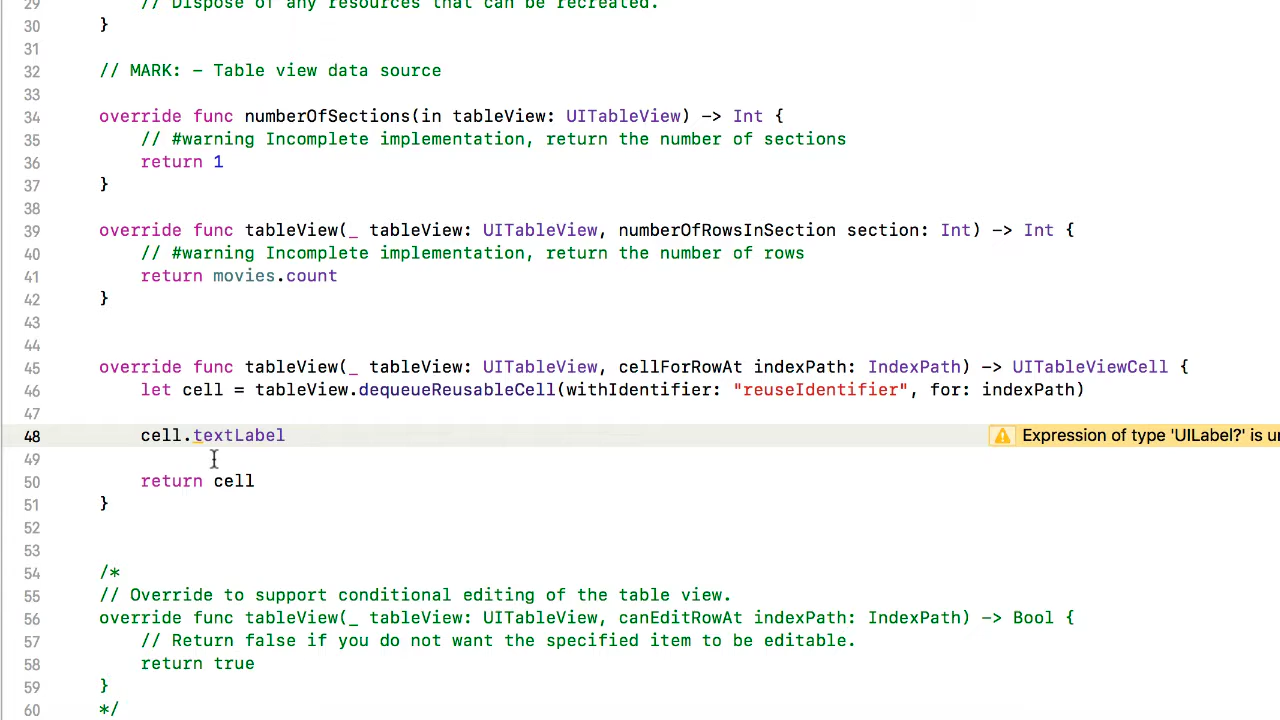 29 // Dispose of any resources that can be recreated.
30 }
31
32 // MARK: - Table view data source
33
34 override func numberOfSections(in tableView: UITableView) -> Int {
35 // #warning Incomplete implementation, return the number of sections
36 return 1
37 }
38
39 override func tableView(_ tableView: UITableView, numberOfRowsInSection section: Int) -> Int {
40 // #warning Incomplete implementation, return the number of rows
41 return movies.count
42 }
43
44
45 override func tableView(_ tableView: UITableView, cellForRowAt indexPath: IndexPath) -> UITableViewCell {
46 let cell = tableView.dequeueReusableCell(withIdentifier: "reuseIdentifier", for: indexPath)
47
48 cell.textLabel Expression of type 'UILabel?' is u
49
50 return cell
51 }
52
53
54 /*
55 // Override to support conditional editing of the table view.
56 override func tableView(_ tableView: UITableView, canEditRowAt indexPath: IndexPath) -> Bool {
57 // Return false if you do not want the specified item to be editable.
58 return true
59 }
60 */